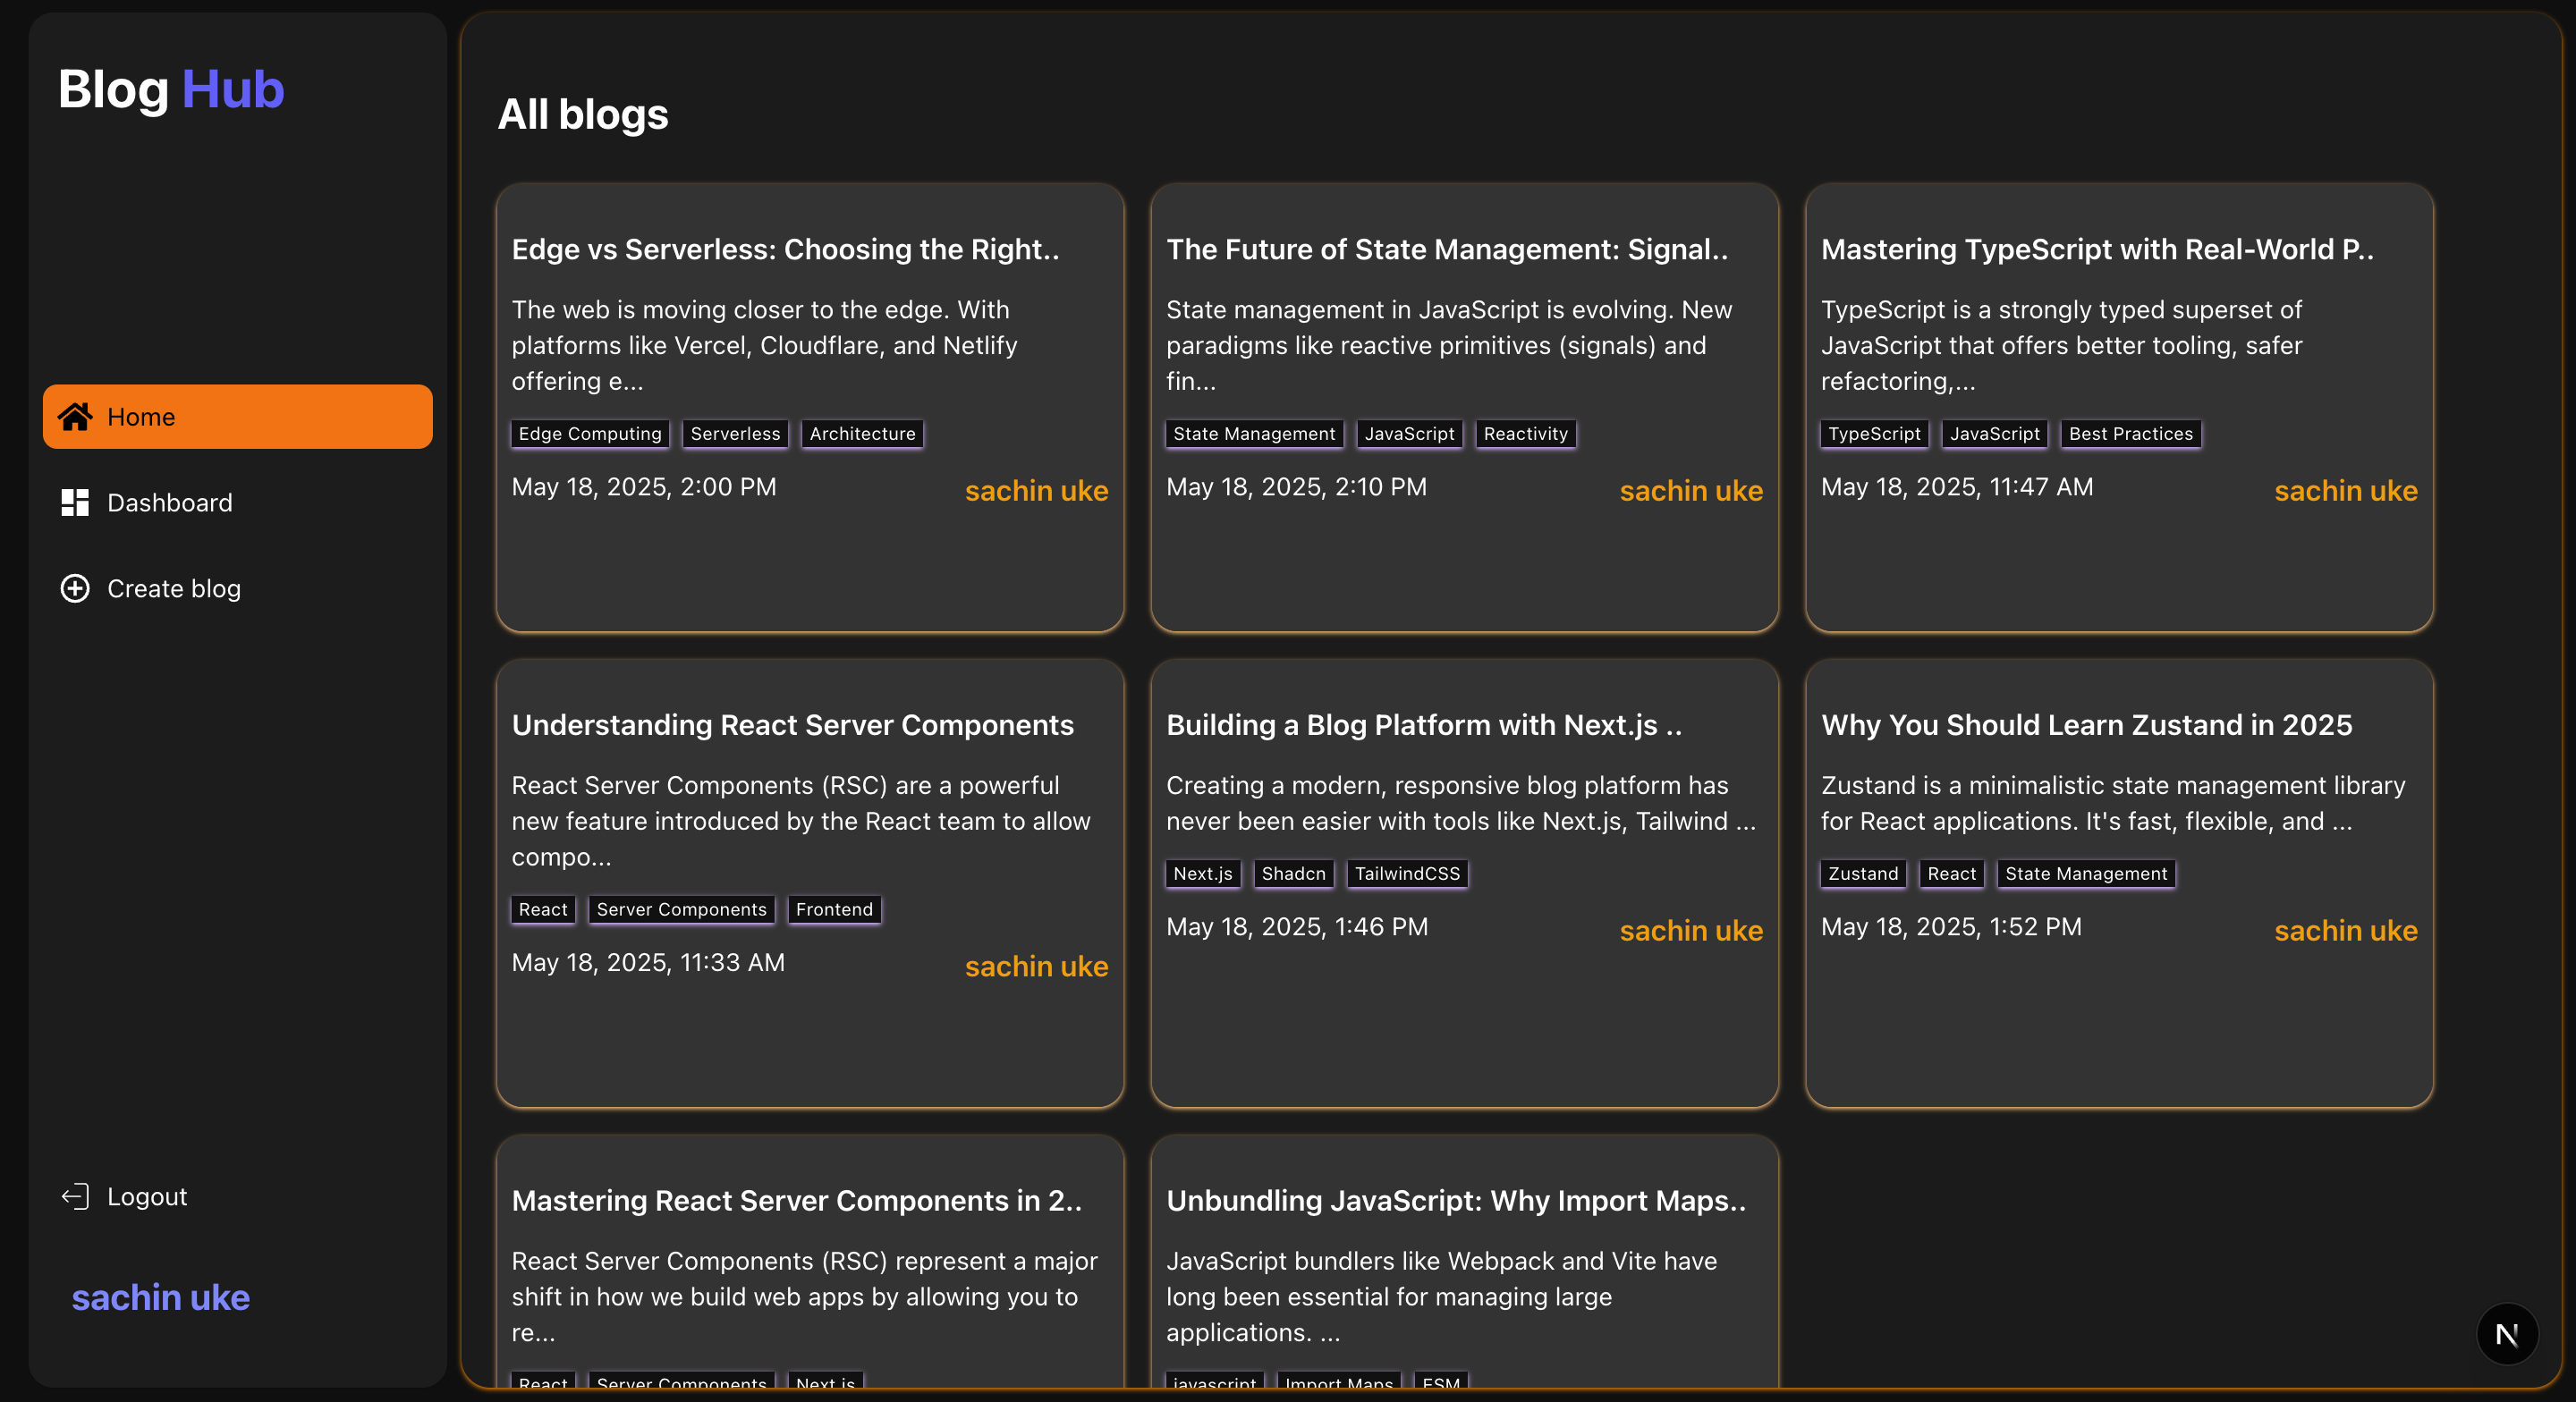 Blog Hub
Home
Dashboard
Create blog
Logout
sachin uke
All blogs
Edge vs Serverless: Choosing the Right..
The web is moving closer to the edge. With
platforms like Vercel, Cloudflare, and Netlify
offering e...
Edge Computing Serverless Architecture
May 18, 2025, 2:00 PM sachin uke
The Future of State Management: Signal..
State management in JavaScript is evolving. New
paradigms like reactive primitives (signals) and
fin...
State Management JavaScript Reactivity
May 18, 2025, 2:10 PM sachin uke
Mastering TypeScript with Real-World P..
TypeScript is a strongly typed superset of
JavaScript that offers better tooling, safer
refactoring,...
TypeScript JavaScript Best Practices
May 18, 2025, 11:47 AM sachin uke
Understanding React Server Components
React Server Components (RSC) are a powerful
new feature introduced by the React team to allow
compo...
React Server Components Frontend
May 18, 2025, 11:33 AM sachin uke
Building a Blog Platform with Next.js ..
Creating a modern, responsive blog platform has
never been easier with tools like Next.js, Tailwind ...
Next.js Shadcn TailwindCSS
May 18, 2025, 1:46 PM sachin uke
Why You Should Learn Zustand in 2025
Zustand is a minimalistic state management library
for React applications. It's fast, flexible, and ...
Zustand React State Management
May 18, 2025, 1:52 PM sachin uke
Mastering React Server Components in 2..
React Server Components (RSC) represent a major
shift in how we build web apps by allowing you to
re...
React Server Components Next.js
Unbundling JavaScript: Why Import Maps..
JavaScript bundlers like Webpack and Vite have
long been essential for managing large
applications. ...
javascript Import Maps ESM
N